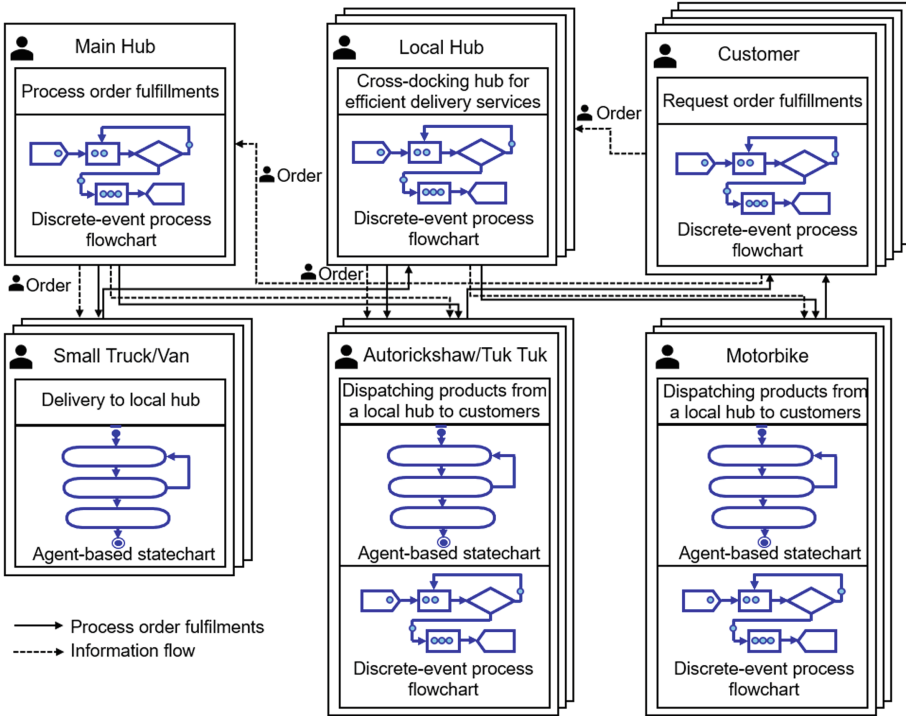 Main Hub
Process order fulfillments
Discrete-event process
flowchart
Local Hub
Cross-docking hub for
efficient delivery services
Discrete-event process
flowchart
Customer
Request order fulfillments
Discrete-event process
flowchart
Order
Order
Order
Order
Small Truck/Van
Delivery to local hub
Agent-based statechart
Autorickshaw/Tuk Tuk
Dispatching products from
a local hub to customers
Agent-based statechart
Discrete-event process
flowchart
Motorbike
Dispatching products from
a local hub to customers
Agent-based statechart
Discrete-event process
flowchart
Process order fulfilments
Information flow